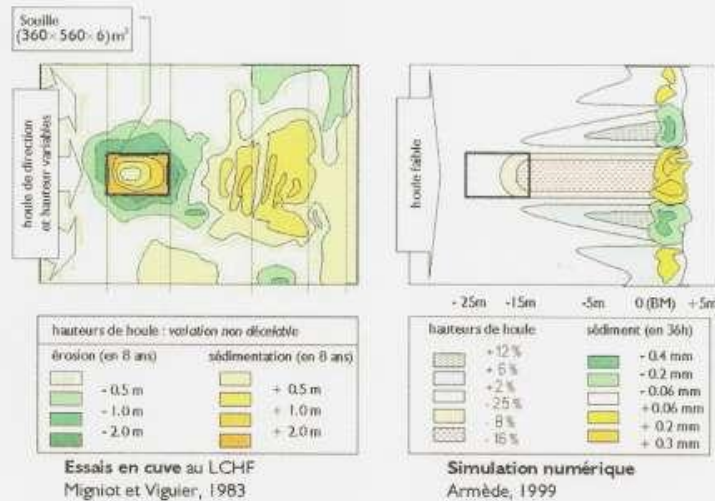 Souille
(360×560×6)m³
houle de direction
et hauteur variables
houle faible
- 25m
-15m
-5m
0 (BM)
+5m
hauteurs de houle : variation non décelable
érosion (en 8 ans)
sédimentation (en 8 ans)
- 0.5 m
- 1.0 m
- 2.0 m
+ 0.5 m
+ 1.0 m
+ 2.0 m
hauteurs de houle
+12%
+6%
+2%
-25%
- 8%
-16%
sédiment (en 36h)
- 0.4 mm
- 0.2 mm
- 0.06 mm
+0.06 mm
+ 0.2 mm
+ 0.3 mm
Essais en cuve au LCHF
Migniot et Viguier, 1983
Simulation numérique
Armède, 1999